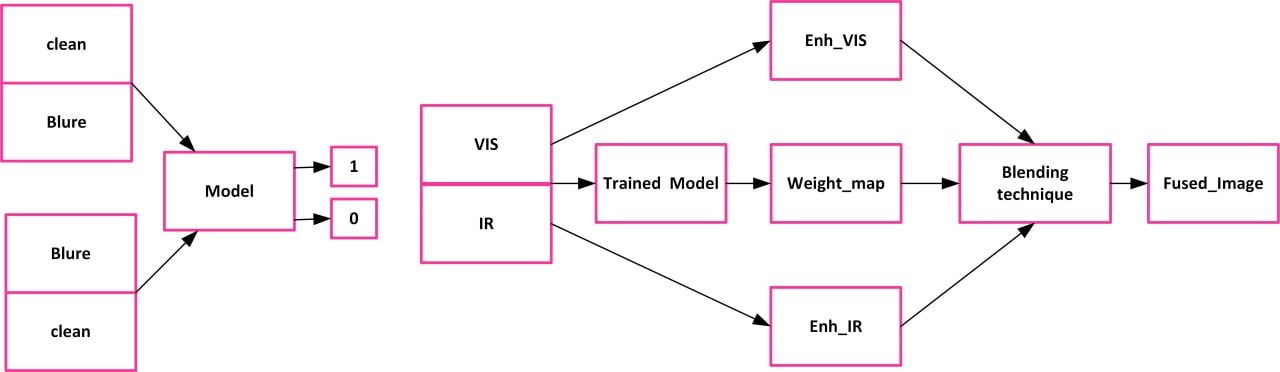 clean
Blure
Blure
clean
Model
1
0
VIS
IR
Trained Model
Enh_VIS
Weight_map
Enh_IR
Blending
technique
Fused_Image